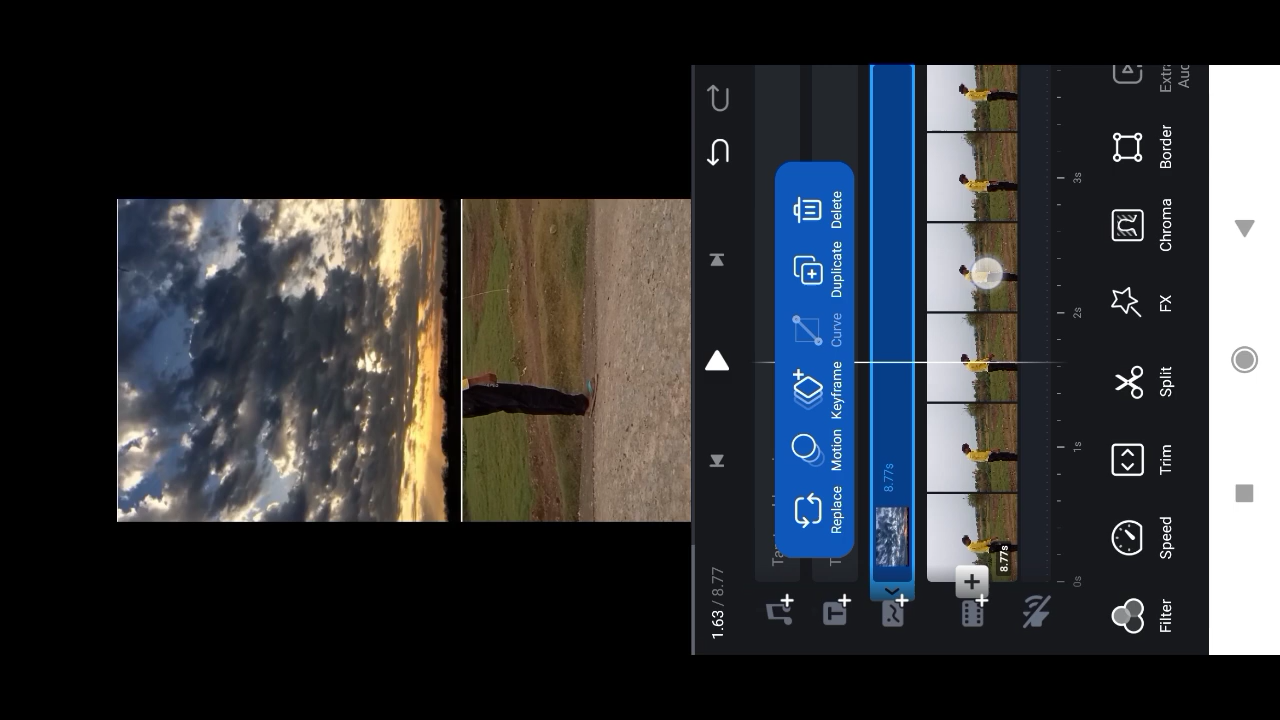 1.63 / 8.77
Replace Motion Keyframe Curve Duplicate Delete
8.77s
8.77s
0s 1s 2s 3s
Filter Speed Trim Split FX Chroma Border